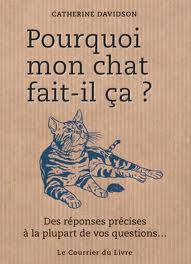 CATHERINE DAVIDSON
Pourquoi
mon chat
fait-il ça ?
Des réponses précises
à la plupart de vos questions...
Le Courrier du Livre